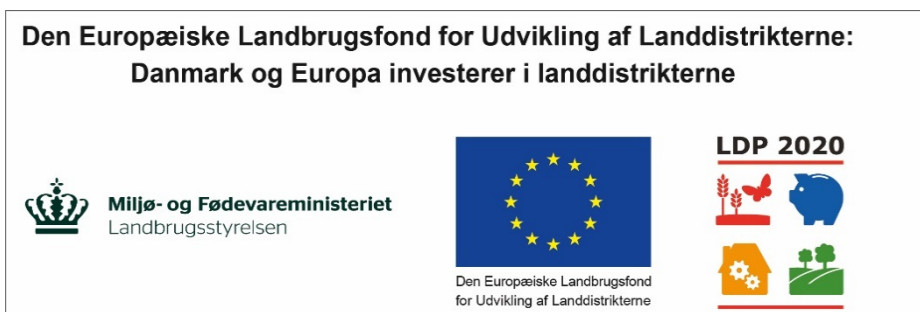 Den Europæiske Landbrugsfond for Udvikling af Landdistrikterne:
Danmark og Europa investerer i landdistrikterne
Miljø- og Fødevareministeriet
Landbrugsstyrelsen
Den Europæiske Landbrugsfond
for Udvikling af Landdistrikterne
LDP 2020